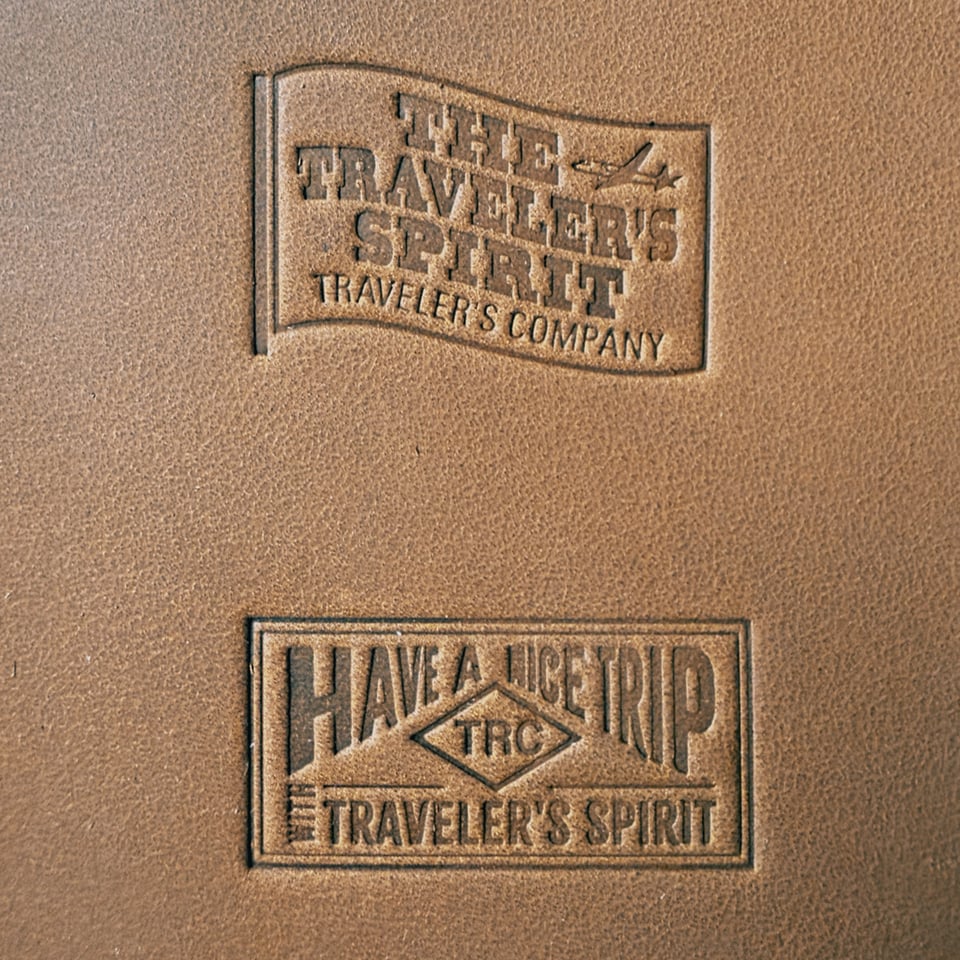 THE
TRAVELER'S
SPIRIT
TRAVELER'S COMPANY
HAVE A NICE TRIP
TRC
WITH TRAVELER'S SPIRIT